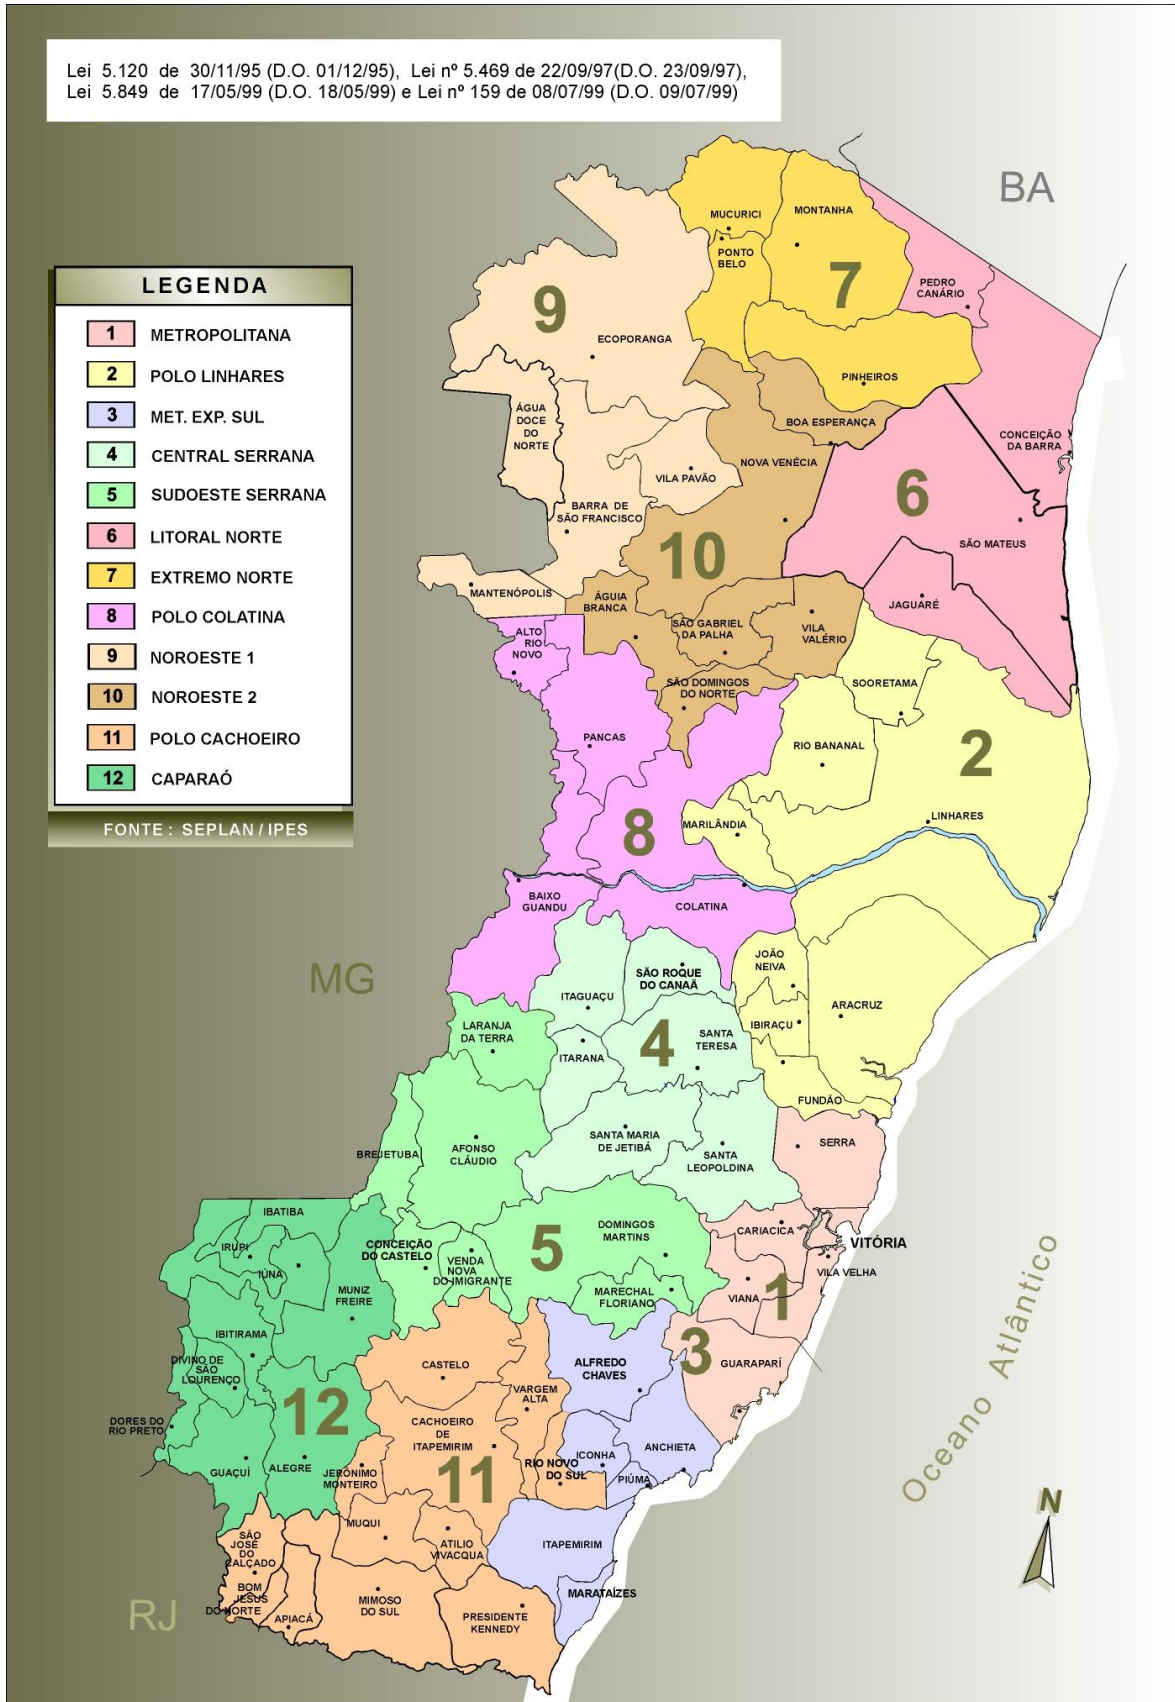 Lei 5.120 de 30/11/95 (D.O. 01/12/95), Lei nº 5.469 de 22/09/97(D.O. 23/09/97),
Lei 5.849 de 17/05/99 (D.O. 18/05/99) e Lei nº 159 de 08/07/99 (D.O. 09/07/99)
BA
MUCURICI
MONTANHA
PONTO
BELO
7
PEDRO
CANÁRIO
LEGENDA
1 METROPOLITANA
2 POLO LINHARES
3 MET. EXP. SUL
4 CENTRAL SERRANA
5 SUDOESTE SERRANA
6 LITORAL NORTE
7 EXTREMO NORTE
8 POLO COLATINA
9 NOROESTE 1
10 NOROESTE 2
11 POLO CACHOEIRO
12 CAPARAÓ
FONTE : SEPLAN / IPES
9
ECOPORANGA
PINHEIROS
ÁGUA
DOCE
DO
NORTE
BOA ESPERANÇA
CONCEIÇÃO
DA BARRA
NOVA VENÉCIA
VILA PAVÃO
6
BARRA DE
SÃO FRANCISCO
10
SÃO MATEUS
MANTENÓPOLIS
ÁGUIA
BRANCA
JAGUARÉ
SÃO GABRIEL
DA PALHA
VILA
VALÉRIO
ALTO
RIO
NOVO
SÃO DOMINGOS
DO NORTE
SOORETAMA
PANCAS
RIO BANANAL
2
8
MARILÂNDIA
LINHARES
BAIXO
GUANDU
COLATINA
MG
JOÃO
NEIVA
SÃO ROQUE
DO CANAÃ
ITAGUAÇU
ARACRUZ
IBIRAÇU
LARANJA
DA TERRA
4
SANTA
TERESA
ITARANA
FUNDÃO
SANTA MARIA
DE JETIBÁ
SERRA
AFONSO
CLÁUDIO
BREJETUBA
SANTA
LEOPOLDINA
IBATIBA
DOMINGOS
MARTINS
CARIACICA
VITÓRIA
CONCEIÇÃO
DO CASTELO
5
IRUPI
VENDA
NOVA
DO IMIGRANTE
VILA VELHA
IÚNA
MUNIZ
FREIRE
MARECHAL
FLORIANO
VIANA
1
IBITIRAMA
3
DIVINO DE
SÃO
LOURENÇO
CASTELO
ALFREDO
CHAVES
GUARAPARÍ
VARGEM
ALTA
12
DORES DO
RIO PRETO
CACHOEIRO
DE
ITAPEMIRIM
ANCHIETA
ICONHA
GUAÇUÍ
ALEGRE
JERÔNIMO
MONTEIRO
11
RIO NOVO
DO SUL
PIÚMA
Oceano Atlântico
N
MUQUI
SÃO
JOSÉ
DO
CALÇADO
ATILIO
VIVACQUA
ITAPEMIRIM
BOM
JESUS
DO NORTE
MARATAÍZES
RJ
APIACÁ
MIMOSO
DO SUL
PRESIDENTE
KENNEDY